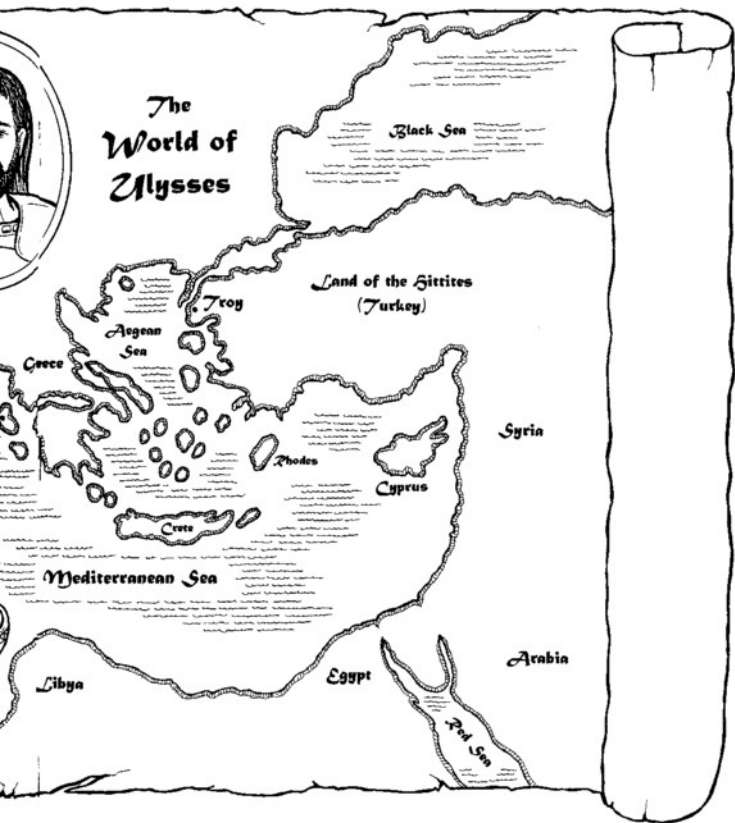 The
World of
Ulysses
Black Sea
Land of the Hittites
(Turkey)
Troy
Aegean
Sea
Greece
Syria
Rhodes
Cyprus
Crete
Mediterranean Sea
Arabia
Egypt
Libya
Red Sea